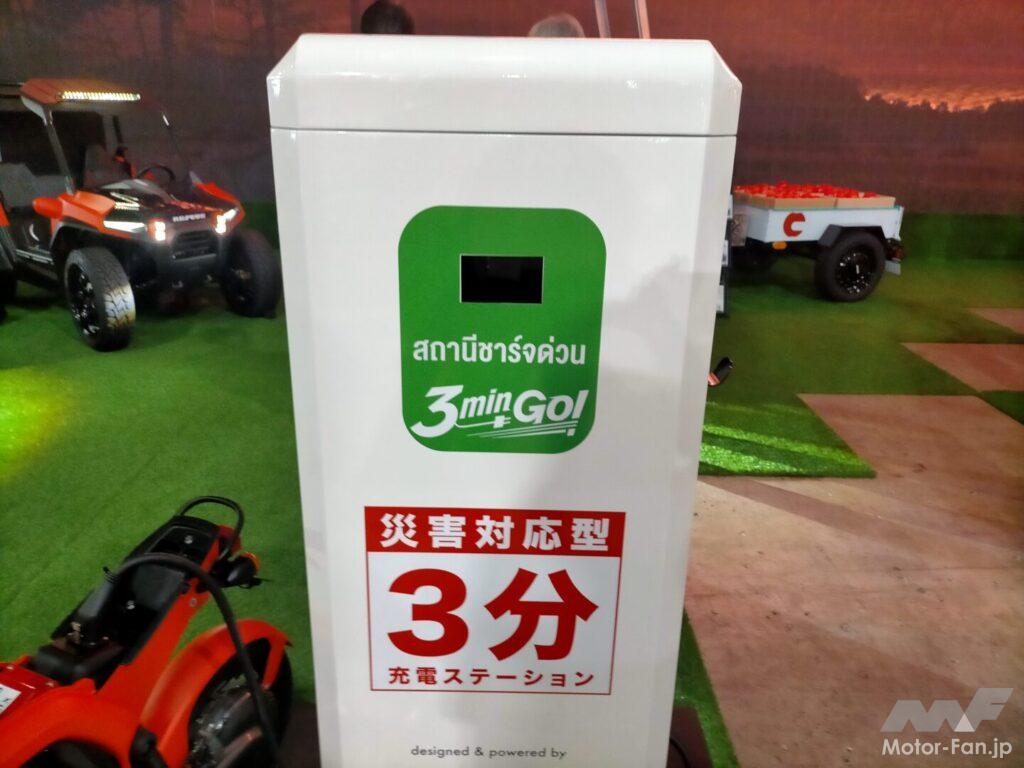 สถานีชาร์จด่วน
3min Go!
災害対応型
3分
充電ステーション
designed & powered by
MF
Motor-Fan.jp